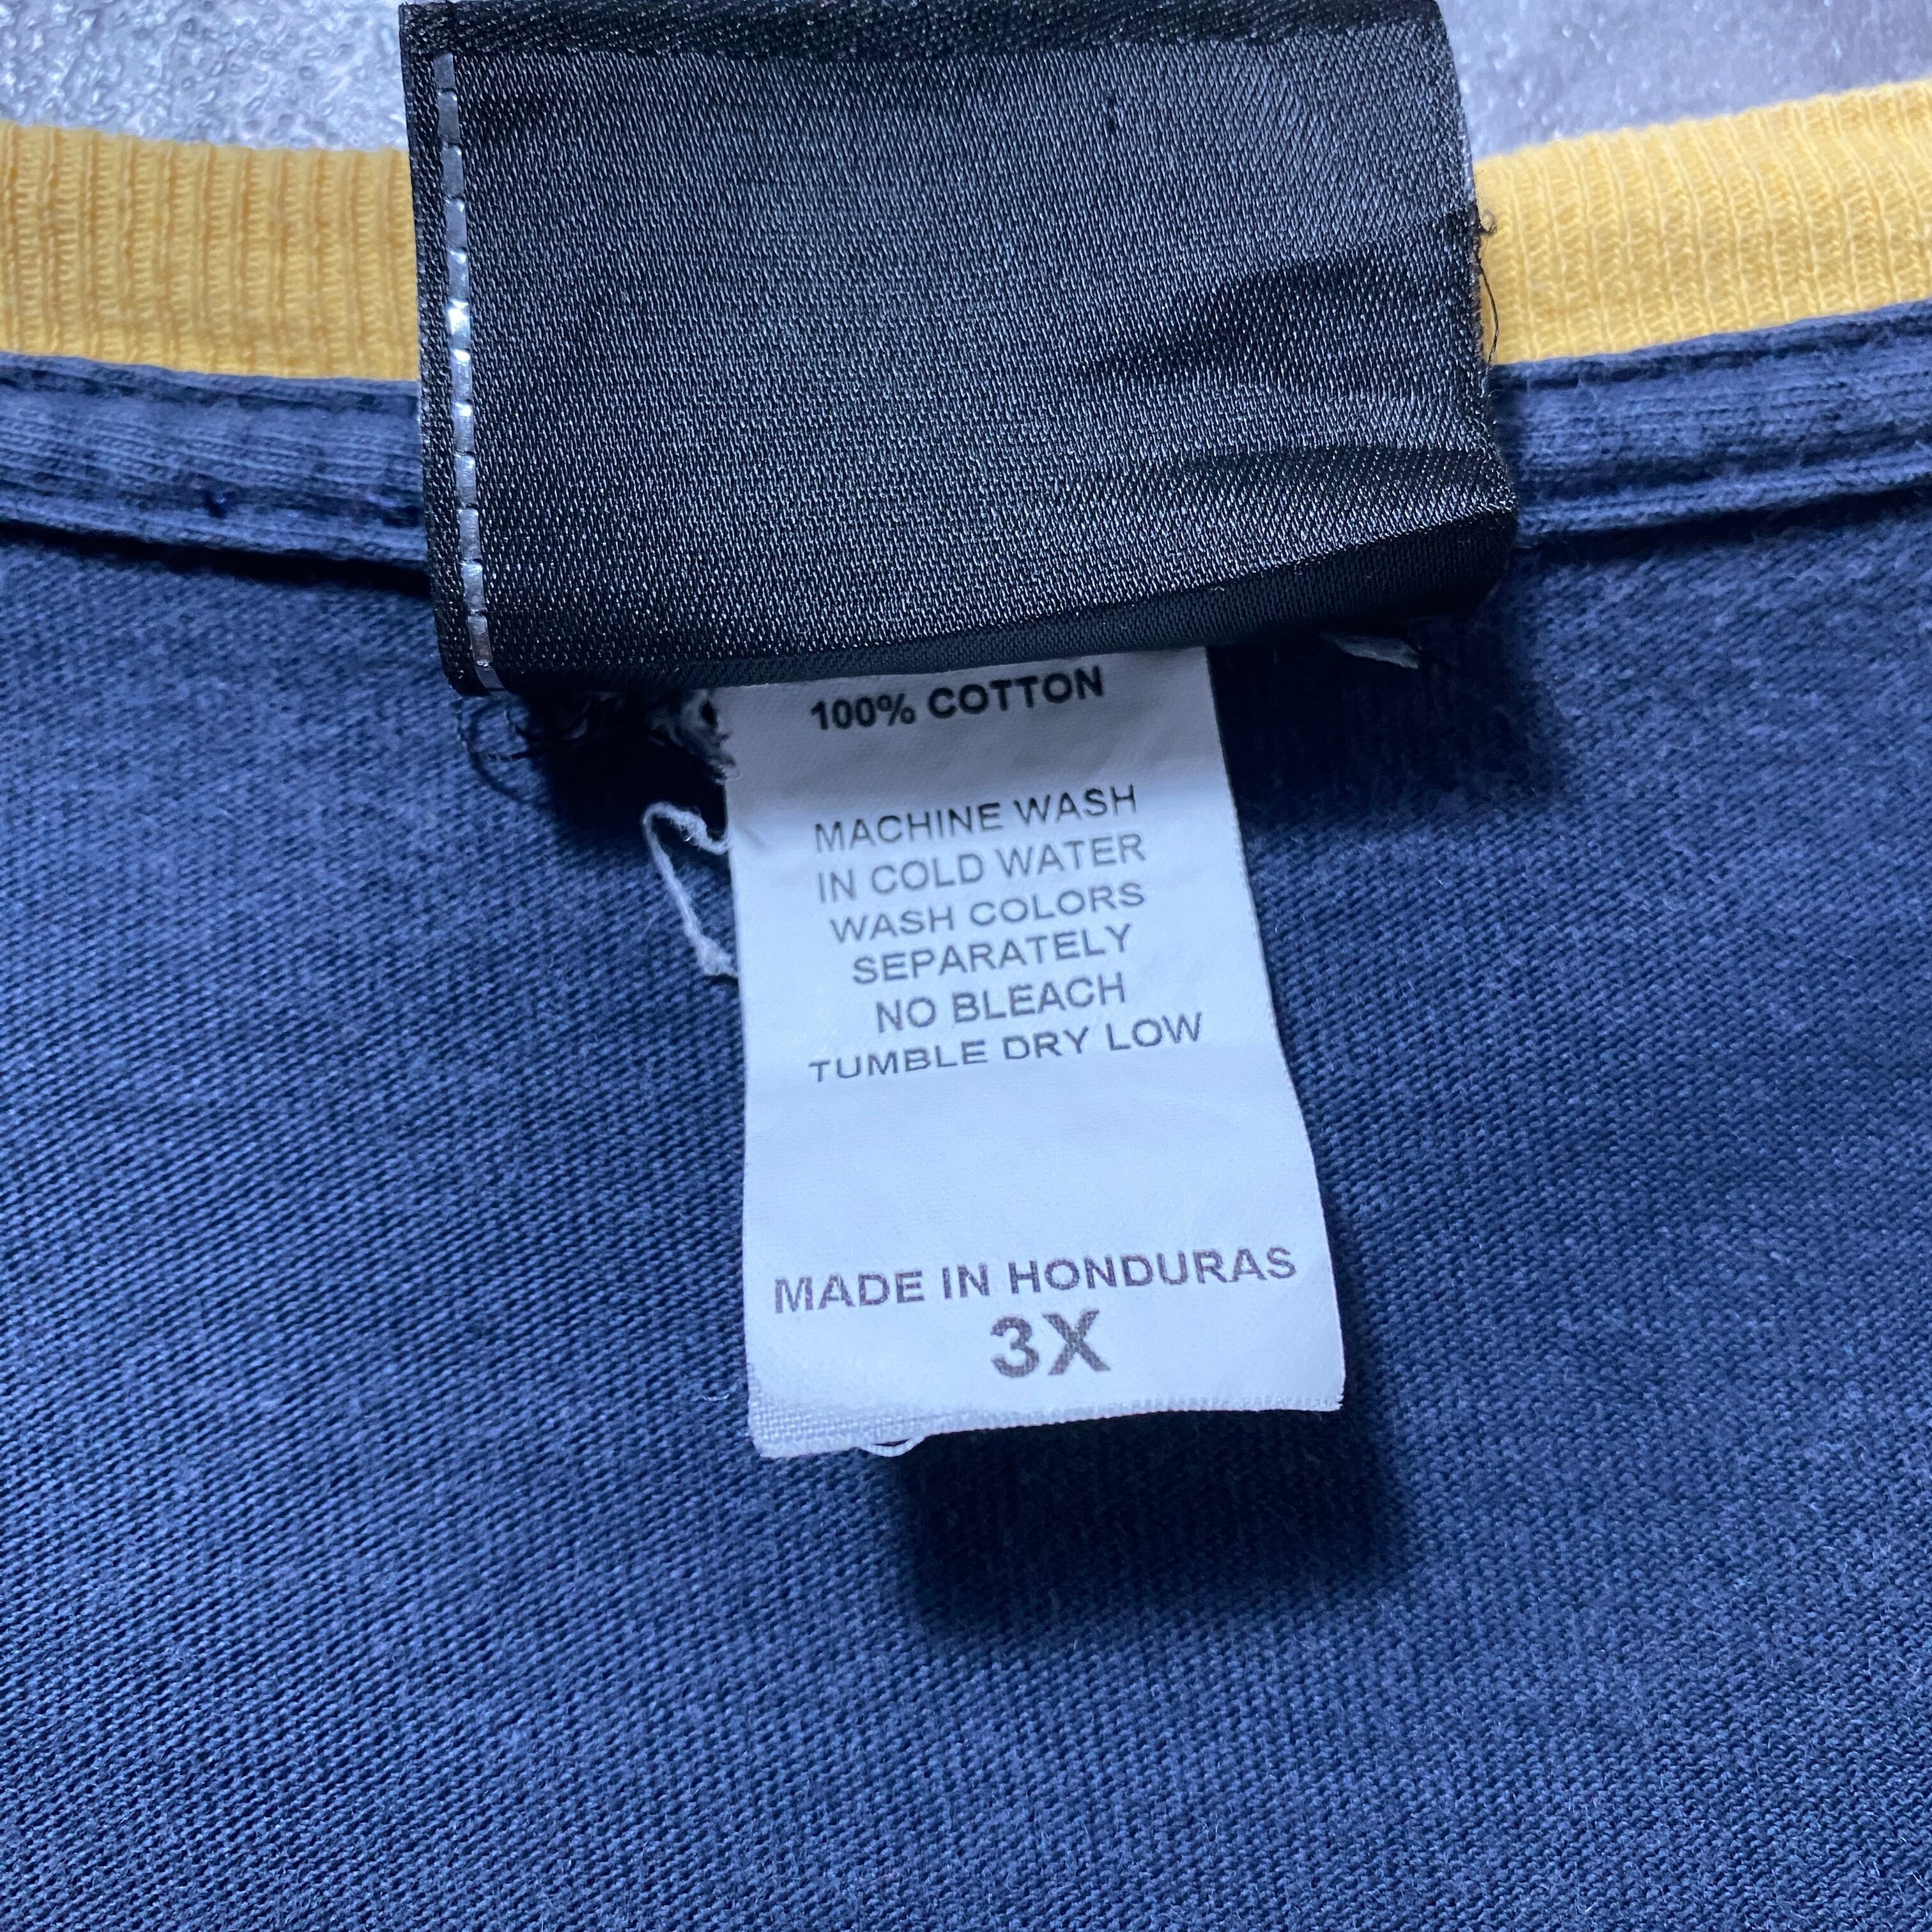 100% COTTON
MACHINE WASH
IN COLD WATER
WASH COLORS
SEPARATELY
NO BLEACH
TUMBLE DRY LOW
MADE IN HONDURAS
3X